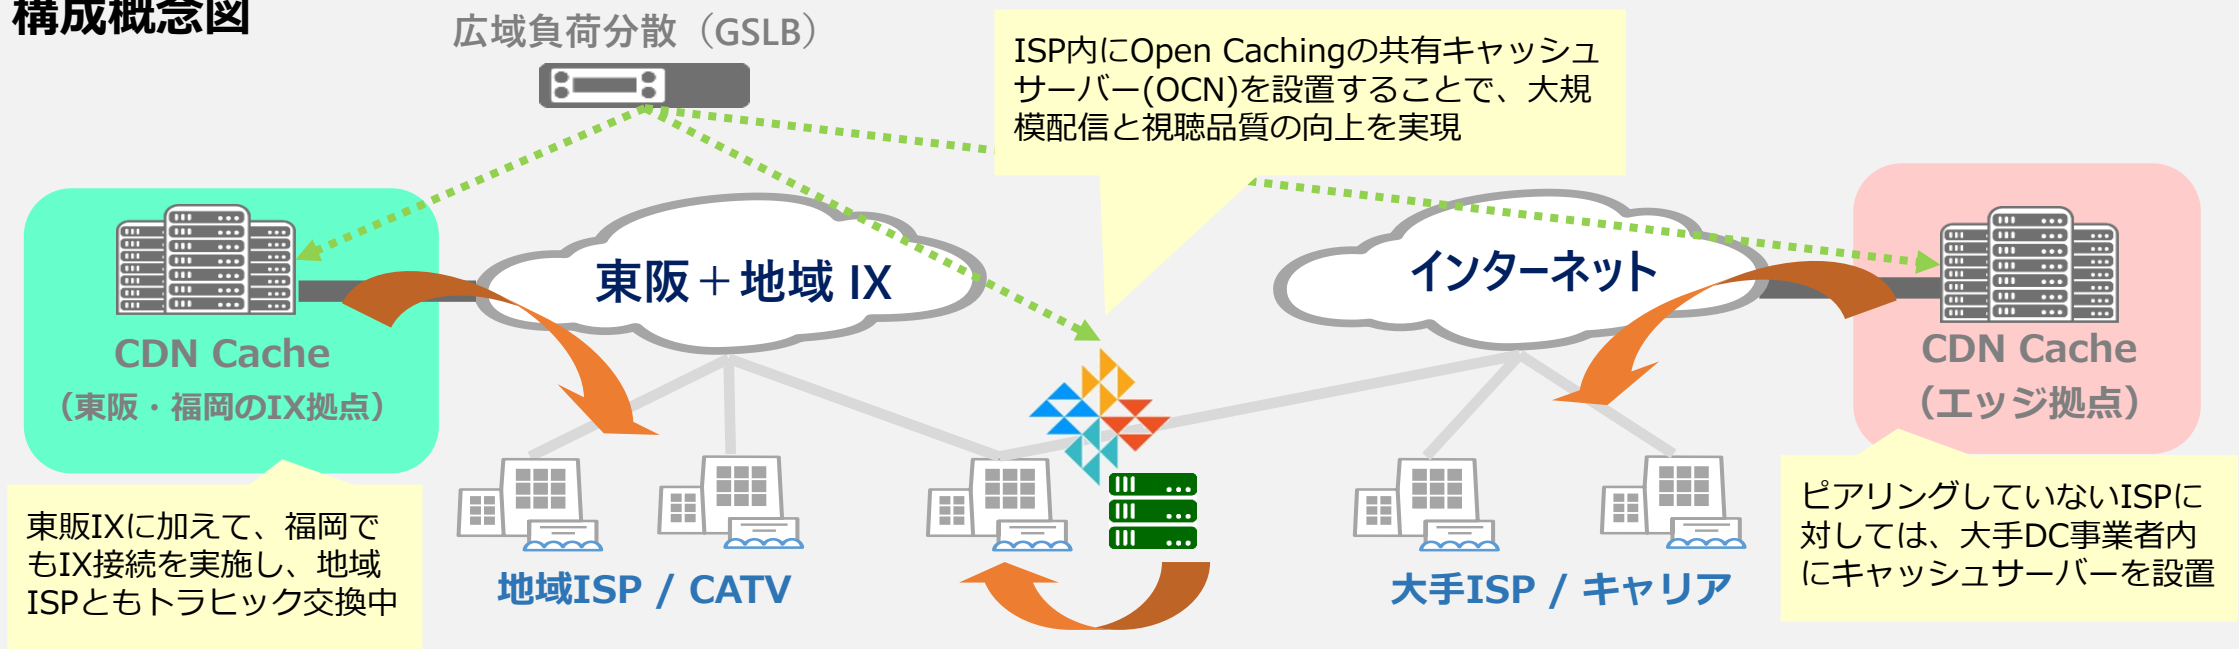 構成概念図
広域負荷分散（GSLB）
ISP内にOpen Cachingの共有キャッシュ
サーバー(OCN)を設置することで、大規
模配信と視聴品質の向上を実現
東阪＋地域 IX
インターネット
CDN Cache
（東阪・福岡のIX拠点）
CDN Cache
（エッジ拠点）
東販IXに加えて、福岡で
もIX接続を実施し、地域
ISPともトラヒック交換中
ピアリングしていないISPに
対しては、大手DC事業者内
にキャッシュサーバーを設置
地域ISP / CATV
大手ISP / キャリア